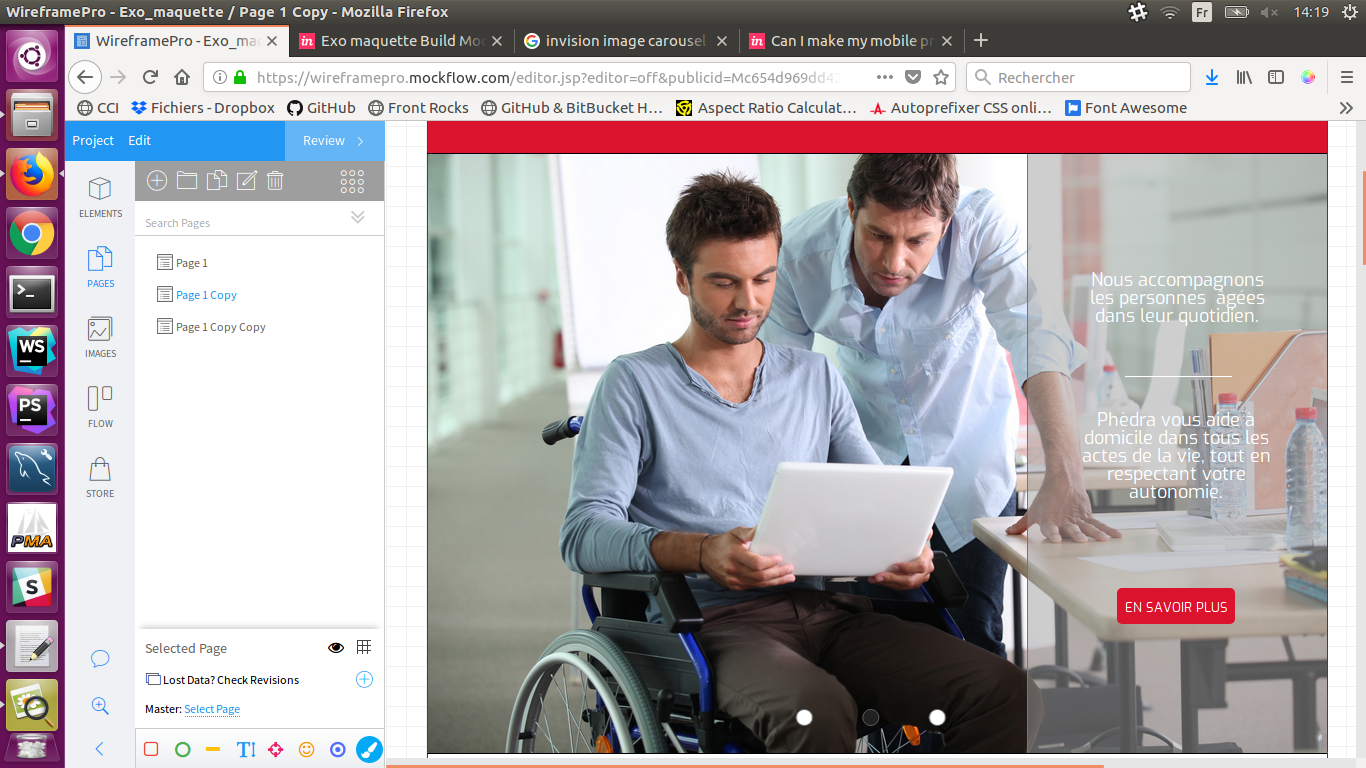 WireframePro - Exo_maquette / Page 1 Copy - Mozilla Firefox
Fr
14:19
WireframePro - Exo_ma
Exo maquette Build Mo
invision image carousel
Can I make my mobile p
https://wireframepro.mockflow.com/editor.jsp?editor=off&publicid=Mc654d969dd42
Rechercher
CCI
Fichiers - Dropbox
GitHub
Front Rocks
GitHub & BitBucket H…
Aspect Ratio Calculat…
Autoprefixer CSS onli…
Font Awesome
Project
Edit
Review
ELEMENTS
PAGES
IMAGES
FLOW
STORE
Search Pages
Page 1
Page 1 Copy
Page 1 Copy Copy
Selected Page
Lost Data? Check Revisions
Master: Select Page
WS
PS
PMA
S
Nous accompagnons
les personnes agées
dans leur quotidien.
Phèdra vous aide à
domicile dans tous les
actes de la vie, tout en
respectant votre
autonomie.
EN SAVOIR PLUS